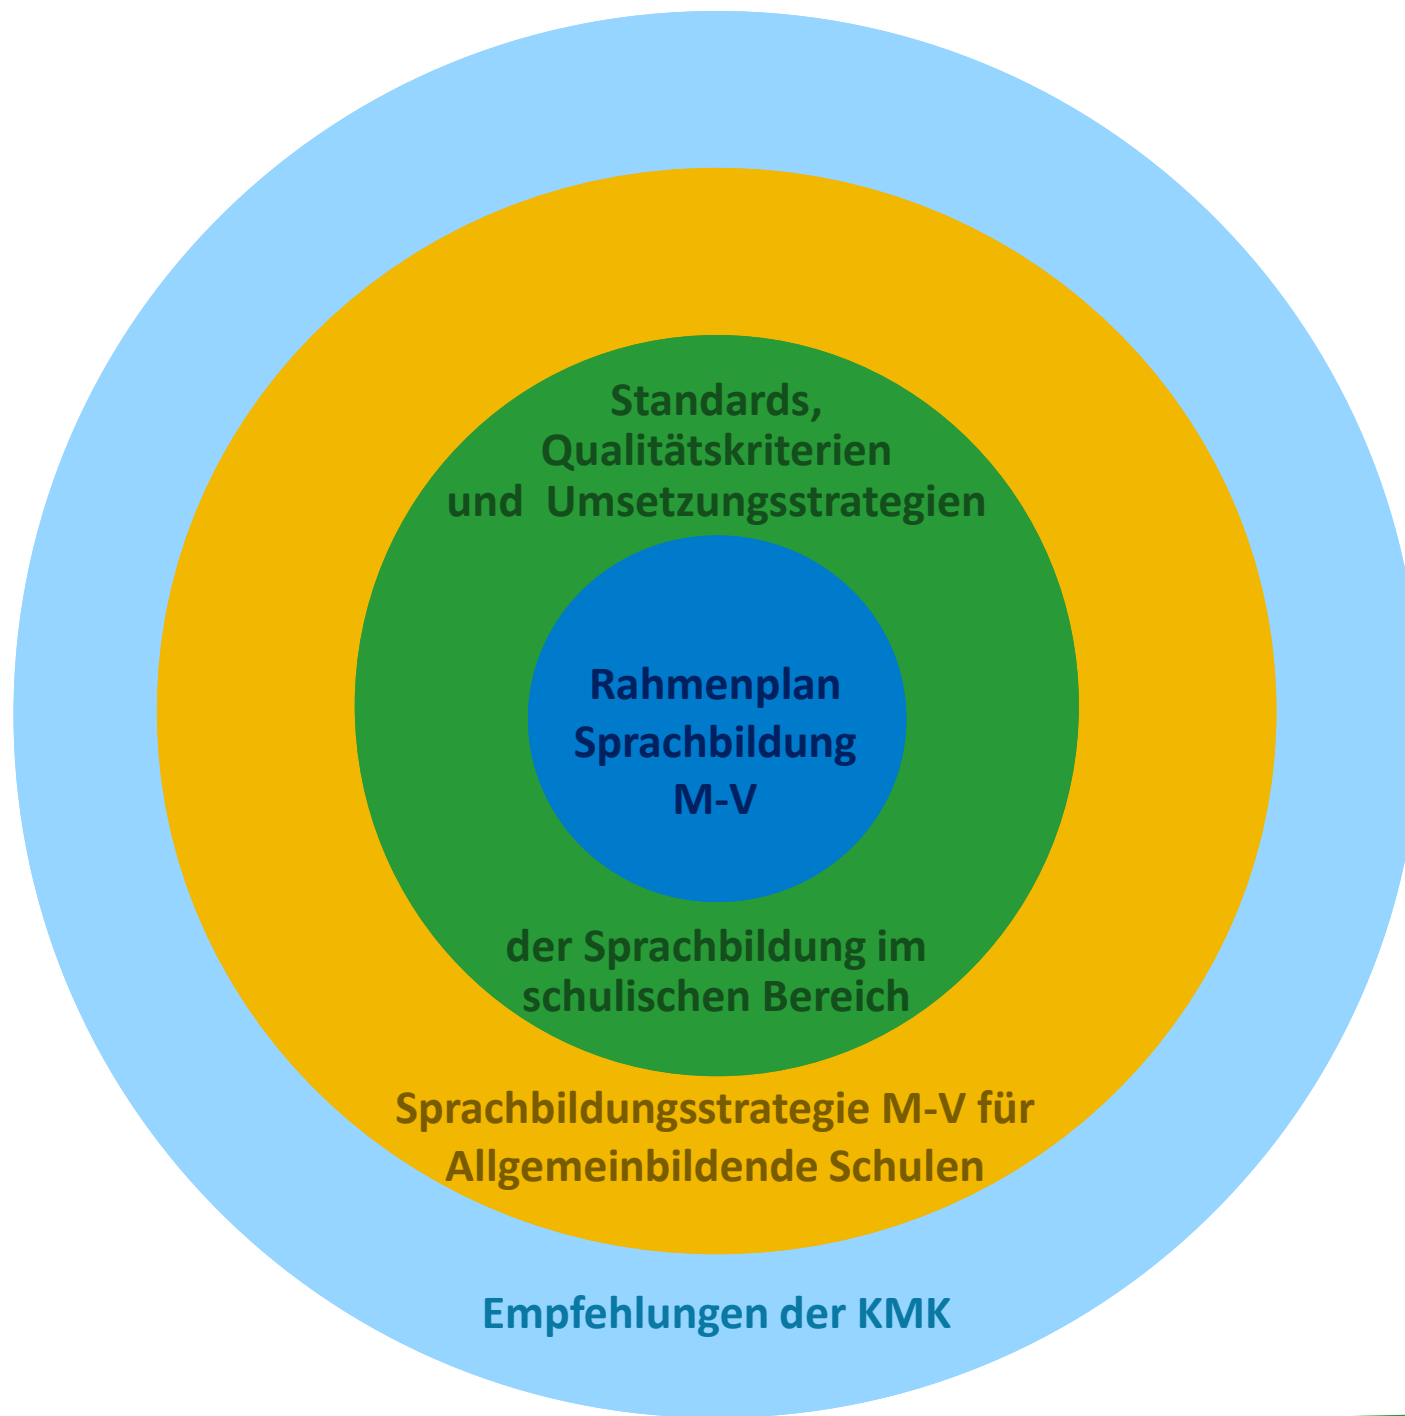 Standards,
Qualitätskriterien
und  Umsetzungsstrategien
Rahmenplan
Sprachbildung
M-V
der Sprachbildung im
schulischen Bereich
Sprachbildungsstrategie M-V für
Allgemeinbildende Schulen
Empfehlungen der KMK